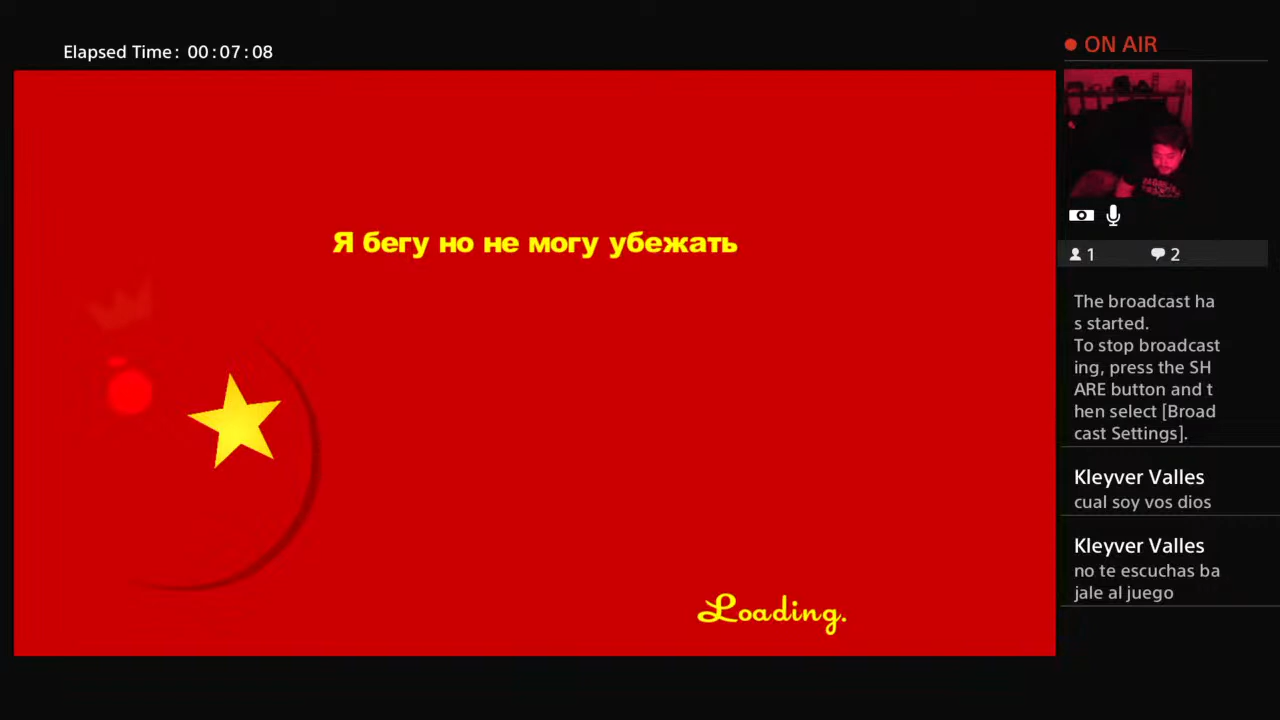 Elapsed Time: 00:07:08
ON AIR
Я бегу но не могу убежать
Loading.
1 2
The broadcast ha
s started.
To stop broadcast
ing, press the SH
ARE button and t
hen select [Broad
cast Settings].
Kleyver Valles
cual soy vos dios
Kleyver Valles
no te escuchas ba
jale al juego